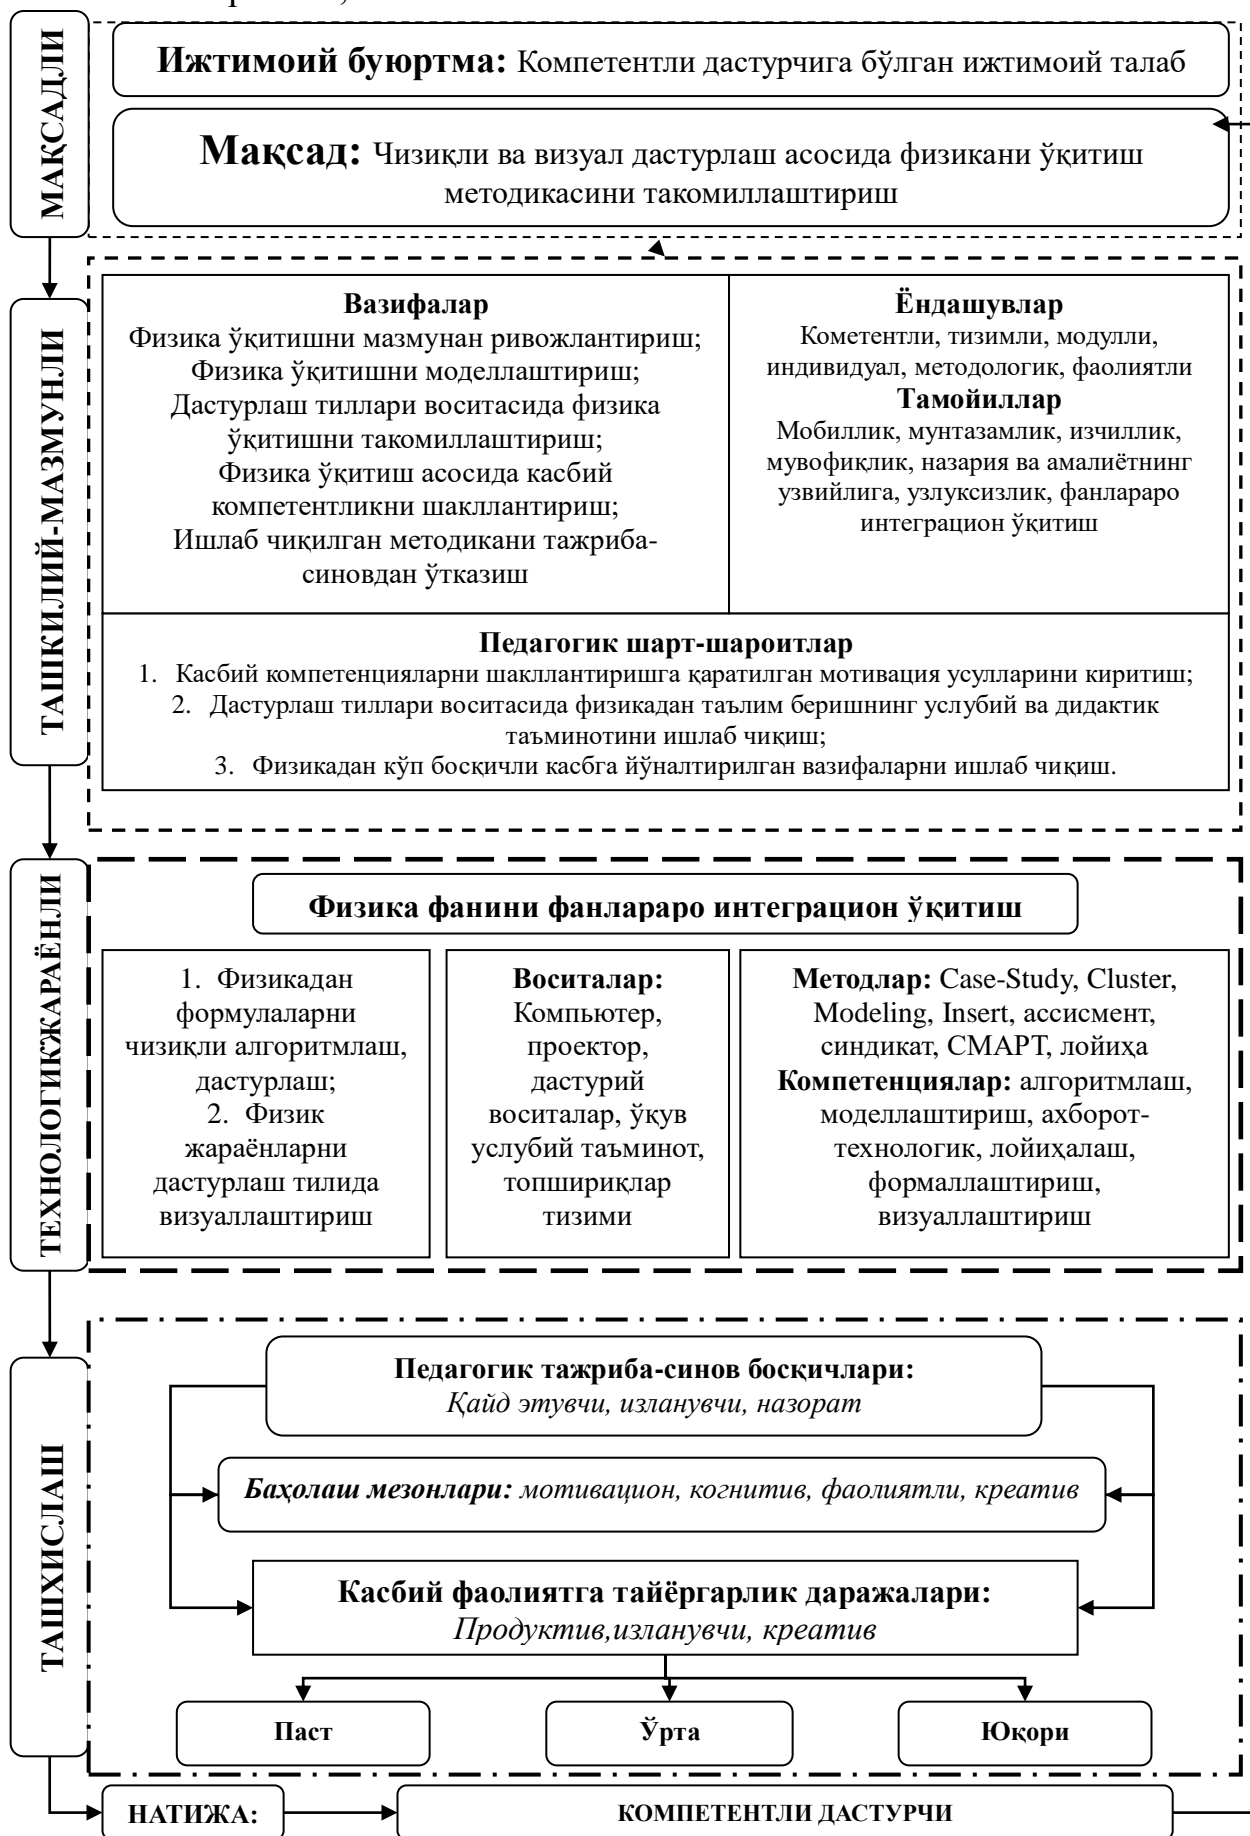 МАҚСАДЛИ
Ижтимоий буюртма: Компетентли дастурчига бўлган ижтимоий талаб
Мақсад: Чизиқли ва визуал дастурлаш асосида физикани ўқитиш
методикасини такомиллаштириш
ТАШКИЛИЙ-МАЗМУНЛИ
Вазифалар
Физика ўқитишни мазмунан ривожлантириш;
Физика ўқитишни моделлаштириш;
Дастурлаш тиллари воситасида физика
ўқитишни такомиллаштириш;
Физика ўқитиш асосида касбий
компетентликни шакллантириш;
Ишлаб чиқилган методикани тажриба-
синовдан ўтказиш
Ёндашувлар
Кометентли, тизимли, модулли,
индивидуал, методологик, фаолиятли
Тамойиллар
Мобиллик, мунтазамлик, изчиллик,
мувофиқлик, назария ва амалиётнинг
узвийлига, узлуксизлик, фанлараро
интеграцион ўқитиш
Педагогик шарт-шароитлар
1. Касбий компетенцияларни шакллантиришга қаратилган мотивация усулларини киритиш;
2. Дастурлаш тиллари воситасида физикадан таълим беришнинг услубий ва дидактик
таъминотини ишлаб чиқиш;
3. Физикадан кўп босқичли касбга йўналтирилган вазифаларни ишлаб чиқиш.
ТЕХНОЛОГИКЖАРАЁНЛИ
Физика фанини фанлараро интеграцион ўқитиш
1. Физикадан
формулаларни
чизиқли алгоритмлаш,
дастурлаш;
2. Физик
жараёнларни
дастурлаш тилида
визуаллаштириш
Воситалар:
Компьютер,
проектор,
дастурий
воситалар, ўқув
услубий таъминот,
топшириқлар
тизими
Методлар: Case-Study, Cluster,
Modeling, Insert, ассисмент,
синдикат, СМАРТ, лойиҳа
Компетенциялар: алгоритмлаш,
моделлаштириш, ахборот-
технологик, лойиҳалаш,
формаллаштириш,
визуаллаштириш
ТАШХИСЛАШ
Педагогик тажриба-синов босқичлари:
Қайд этувчи, изланувчи, назорат
Баҳолаш мезонлари: мотивацион, когнитив, фаолиятли, креатив
Касбий фаолиятга тайёргарлик даражалари:
Продуктив,изланувчи, креатив
Паст
Ўрта
Юқори
НАТИЖА:
КОМПЕТЕНТЛИ ДАСТУРЧИ